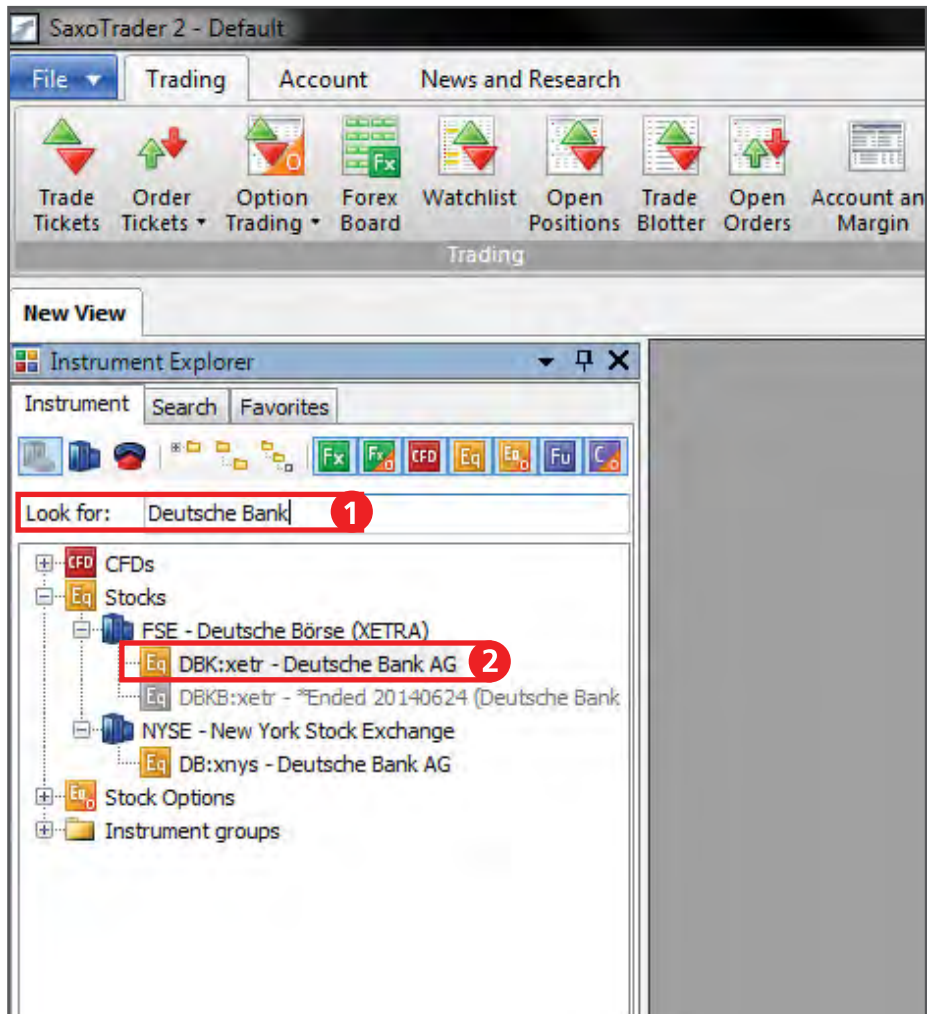 SaxoTrader 2 - Default
File Trading Account News and Research
Trade Tickets
Order Tickets
Option Trading
Forex Board
Watchlist
Open Positions
Trade Blotter
Open Orders
Account an Margin
Trading
New View
Instrument Explorer
Instrument Search Favorites
Fx Fx CFD Eq Eq Fu C
Look for: Deutsche Bank 1
CFD CFDs
Eq Stocks
FSE - Deutsche Börse (XETRA)
Eq DBK:xetr - Deutsche Bank AG 2
Eq DBKB:xetr - *Ended 20140624 (Deutsche Bank
NYSE - New York Stock Exchange
Eq DB:xnys - Deutsche Bank AG
Eq Stock Options
Instrument groups